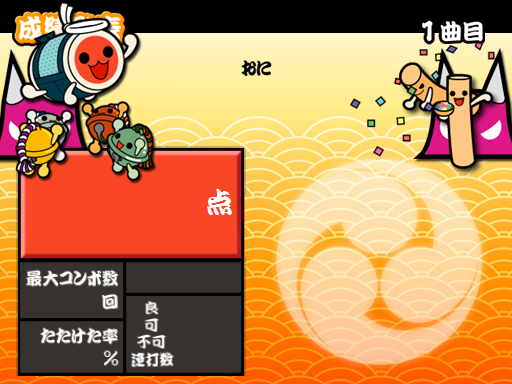 成績発表
1曲目
おに
点
最大コンボ数
回
たたけた率
%
良
可
不可
連打数